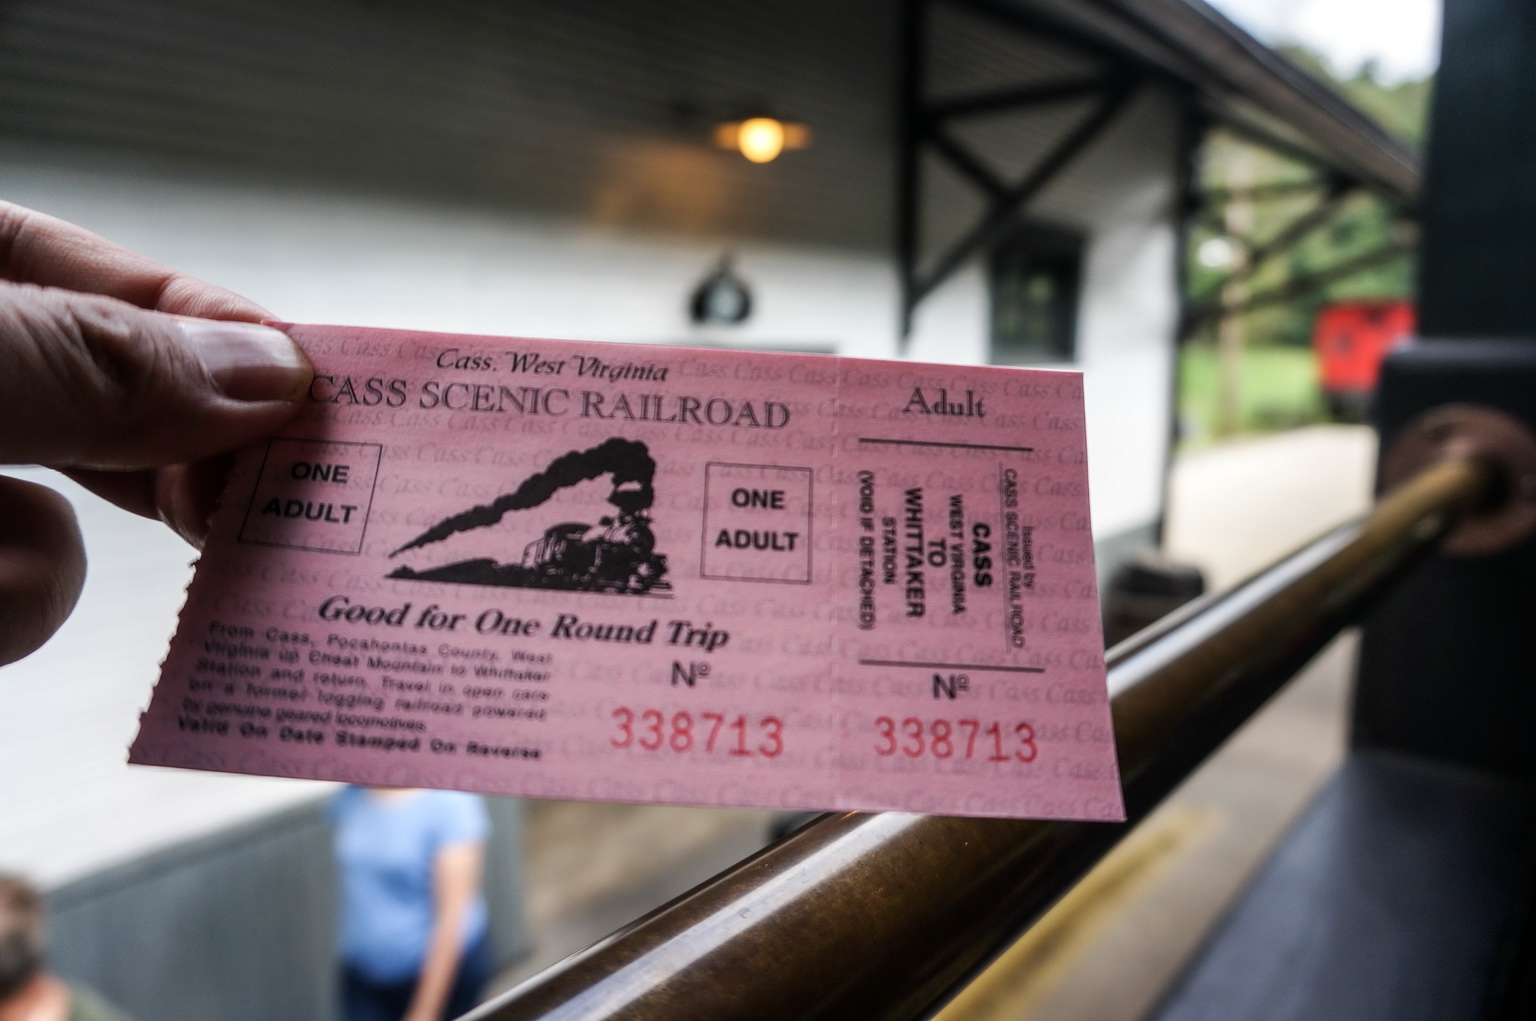 Cass, West Virginia
CASS SCENIC RAILROAD
ONE
ADULT
ONE
ADULT
Good for One Round Trip
From Cass, Pocahontas County, West
Virginia up Cheat Mountain to Whittaker
Station and return. Travel in open cars
on a former logging railroad powered
by genuine geared locomotives.
Valid On Date Stamped On Reverse
Nº
338713
Adult
Issued by
CASS SCENIC RAILROAD
CASS
WEST VIRGINIA
TO
WHITTAKER
STATION
(VOID IF DETACHED)
Nº
338713